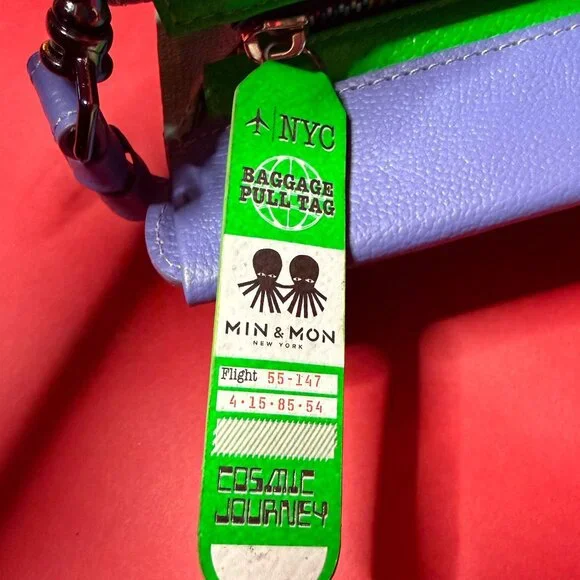 NYC
BAGGAGE
PULL TAG
MIN & MON
NEW YORK
Flight 55-147
4·15·85·54
COSMIC
JOURNEY